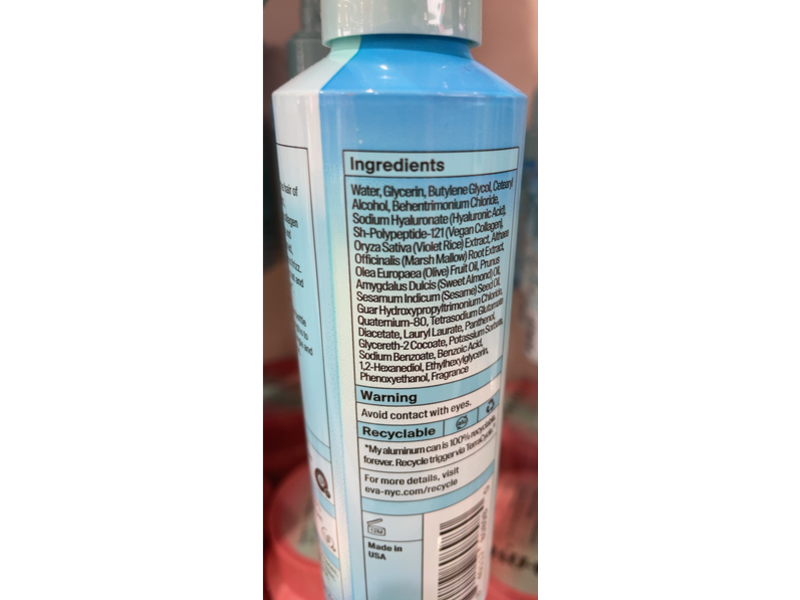 Ingredients
Water, Glycerin, Butylene Glycol, Cetearyl
Alcohol, Behentrimonium Chloride,
Sodium Hyaluronate (Hyaluronic Acid),
Sh-Polypeptide-121 (Vegan Collagen),
Oryza Sativa (Violet Rice) Extract, Althaea
Officinalis (Marsh Mallow) Root Extract,
Olea Europaea (Olive) Fruit Oil, Prunus
Amygdalus Dulcis (Sweet Almond) Oil,
Sesamum Indicum (Sesame) Seed Oil,
Guar Hydroxypropyltrimonium Chloride,
Quaternium-80, Tetrasodium Glutamate
Diacetate, Lauryl Laurate, Panthenol,
Glycereth-2 Cocoate, Potassium Sorbate,
Sodium Benzoate, Benzoic Acid,
1,2-Hexanediol, Ethylhexylglycerin,
Phenoxyethanol, Fragrance
Warning
Avoid contact with eyes.
Recyclable
*My aluminum can is 100% recyclable,
forever. Recycle trigger via TerraCycle.
For more details, visit
eva-nyc.com/recycle
12M
Made in
USA
hair of
and